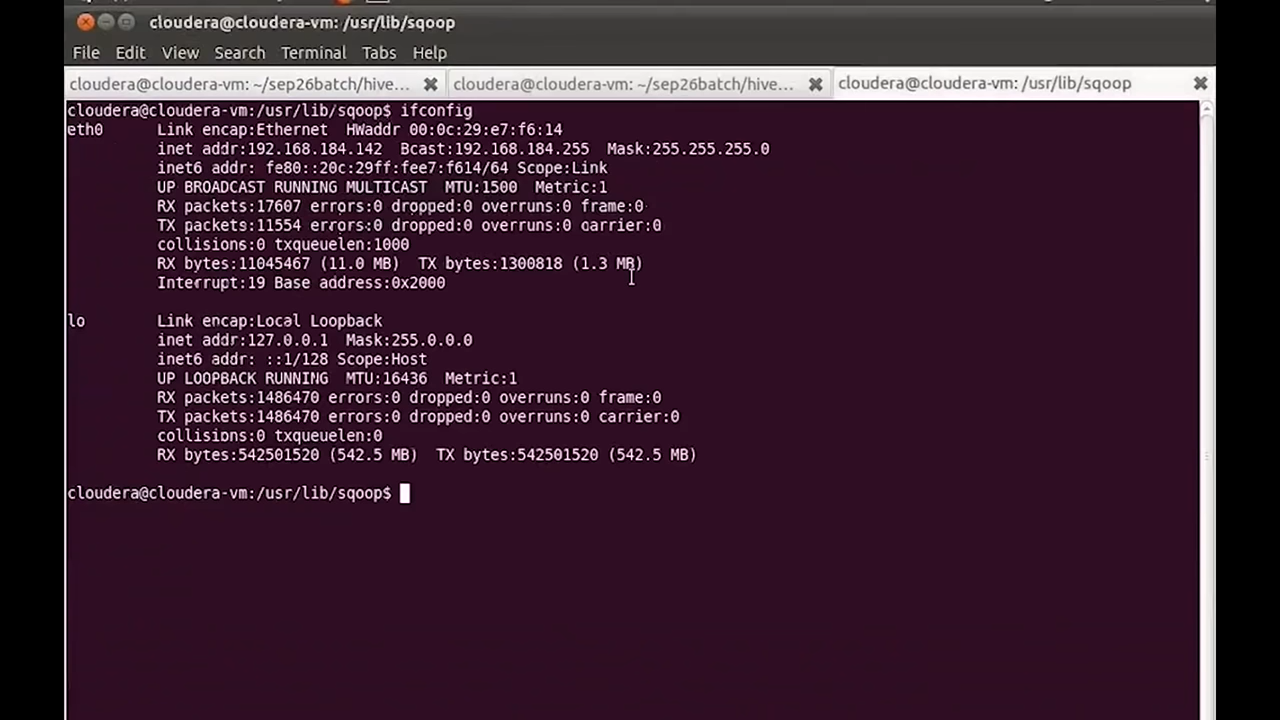 cloudera@cloudera-vm: /usr/lib/sqoop
File Edit View Search Terminal Tabs Help
cloudera@cloudera-vm: ~/sep26batch/hive... cloudera@cloudera-vm: ~/sep26batch/hive... cloudera@cloudera-vm: /usr/lib/sqoop
cloudera@cloudera-vm:/usr/lib/sqoop$ ifconfig
eth0 Link encap:Ethernet HWaddr 00:0c:29:e7:f6:14
inet addr:192.168.184.142 Bcast:192.168.184.255 Mask:255.255.255.0
inet6 addr: fe80::20c:29ff:fee7:f614/64 Scope:Link
UP BROADCAST RUNNING MULTICAST MTU:1500 Metric:1
RX packets:17607 errors:0 dropped:0 overruns:0 frame:0
TX packets:11554 errors:0 dropped:0 overruns:0 carrier:0
collisions:0 txqueuelen:1000
RX bytes:11045467 (11.0 MB) TX bytes:1300818 (1.3 MB)
Interrupt:19 Base address:0x2000
lo Link encap:Local Loopback
inet addr:127.0.0.1 Mask:255.0.0.0
inet6 addr: ::1/128 Scope:Host
UP LOOPBACK RUNNING MTU:16436 Metric:1
RX packets:1486470 errors:0 dropped:0 overruns:0 frame:0
TX packets:1486470 errors:0 dropped:0 overruns:0 carrier:0
collisions:0 txqueuelen:0
RX bytes:542501520 (542.5 MB) TX bytes:542501520 (542.5 MB)
cloudera@cloudera-vm:/usr/lib/sqoop$